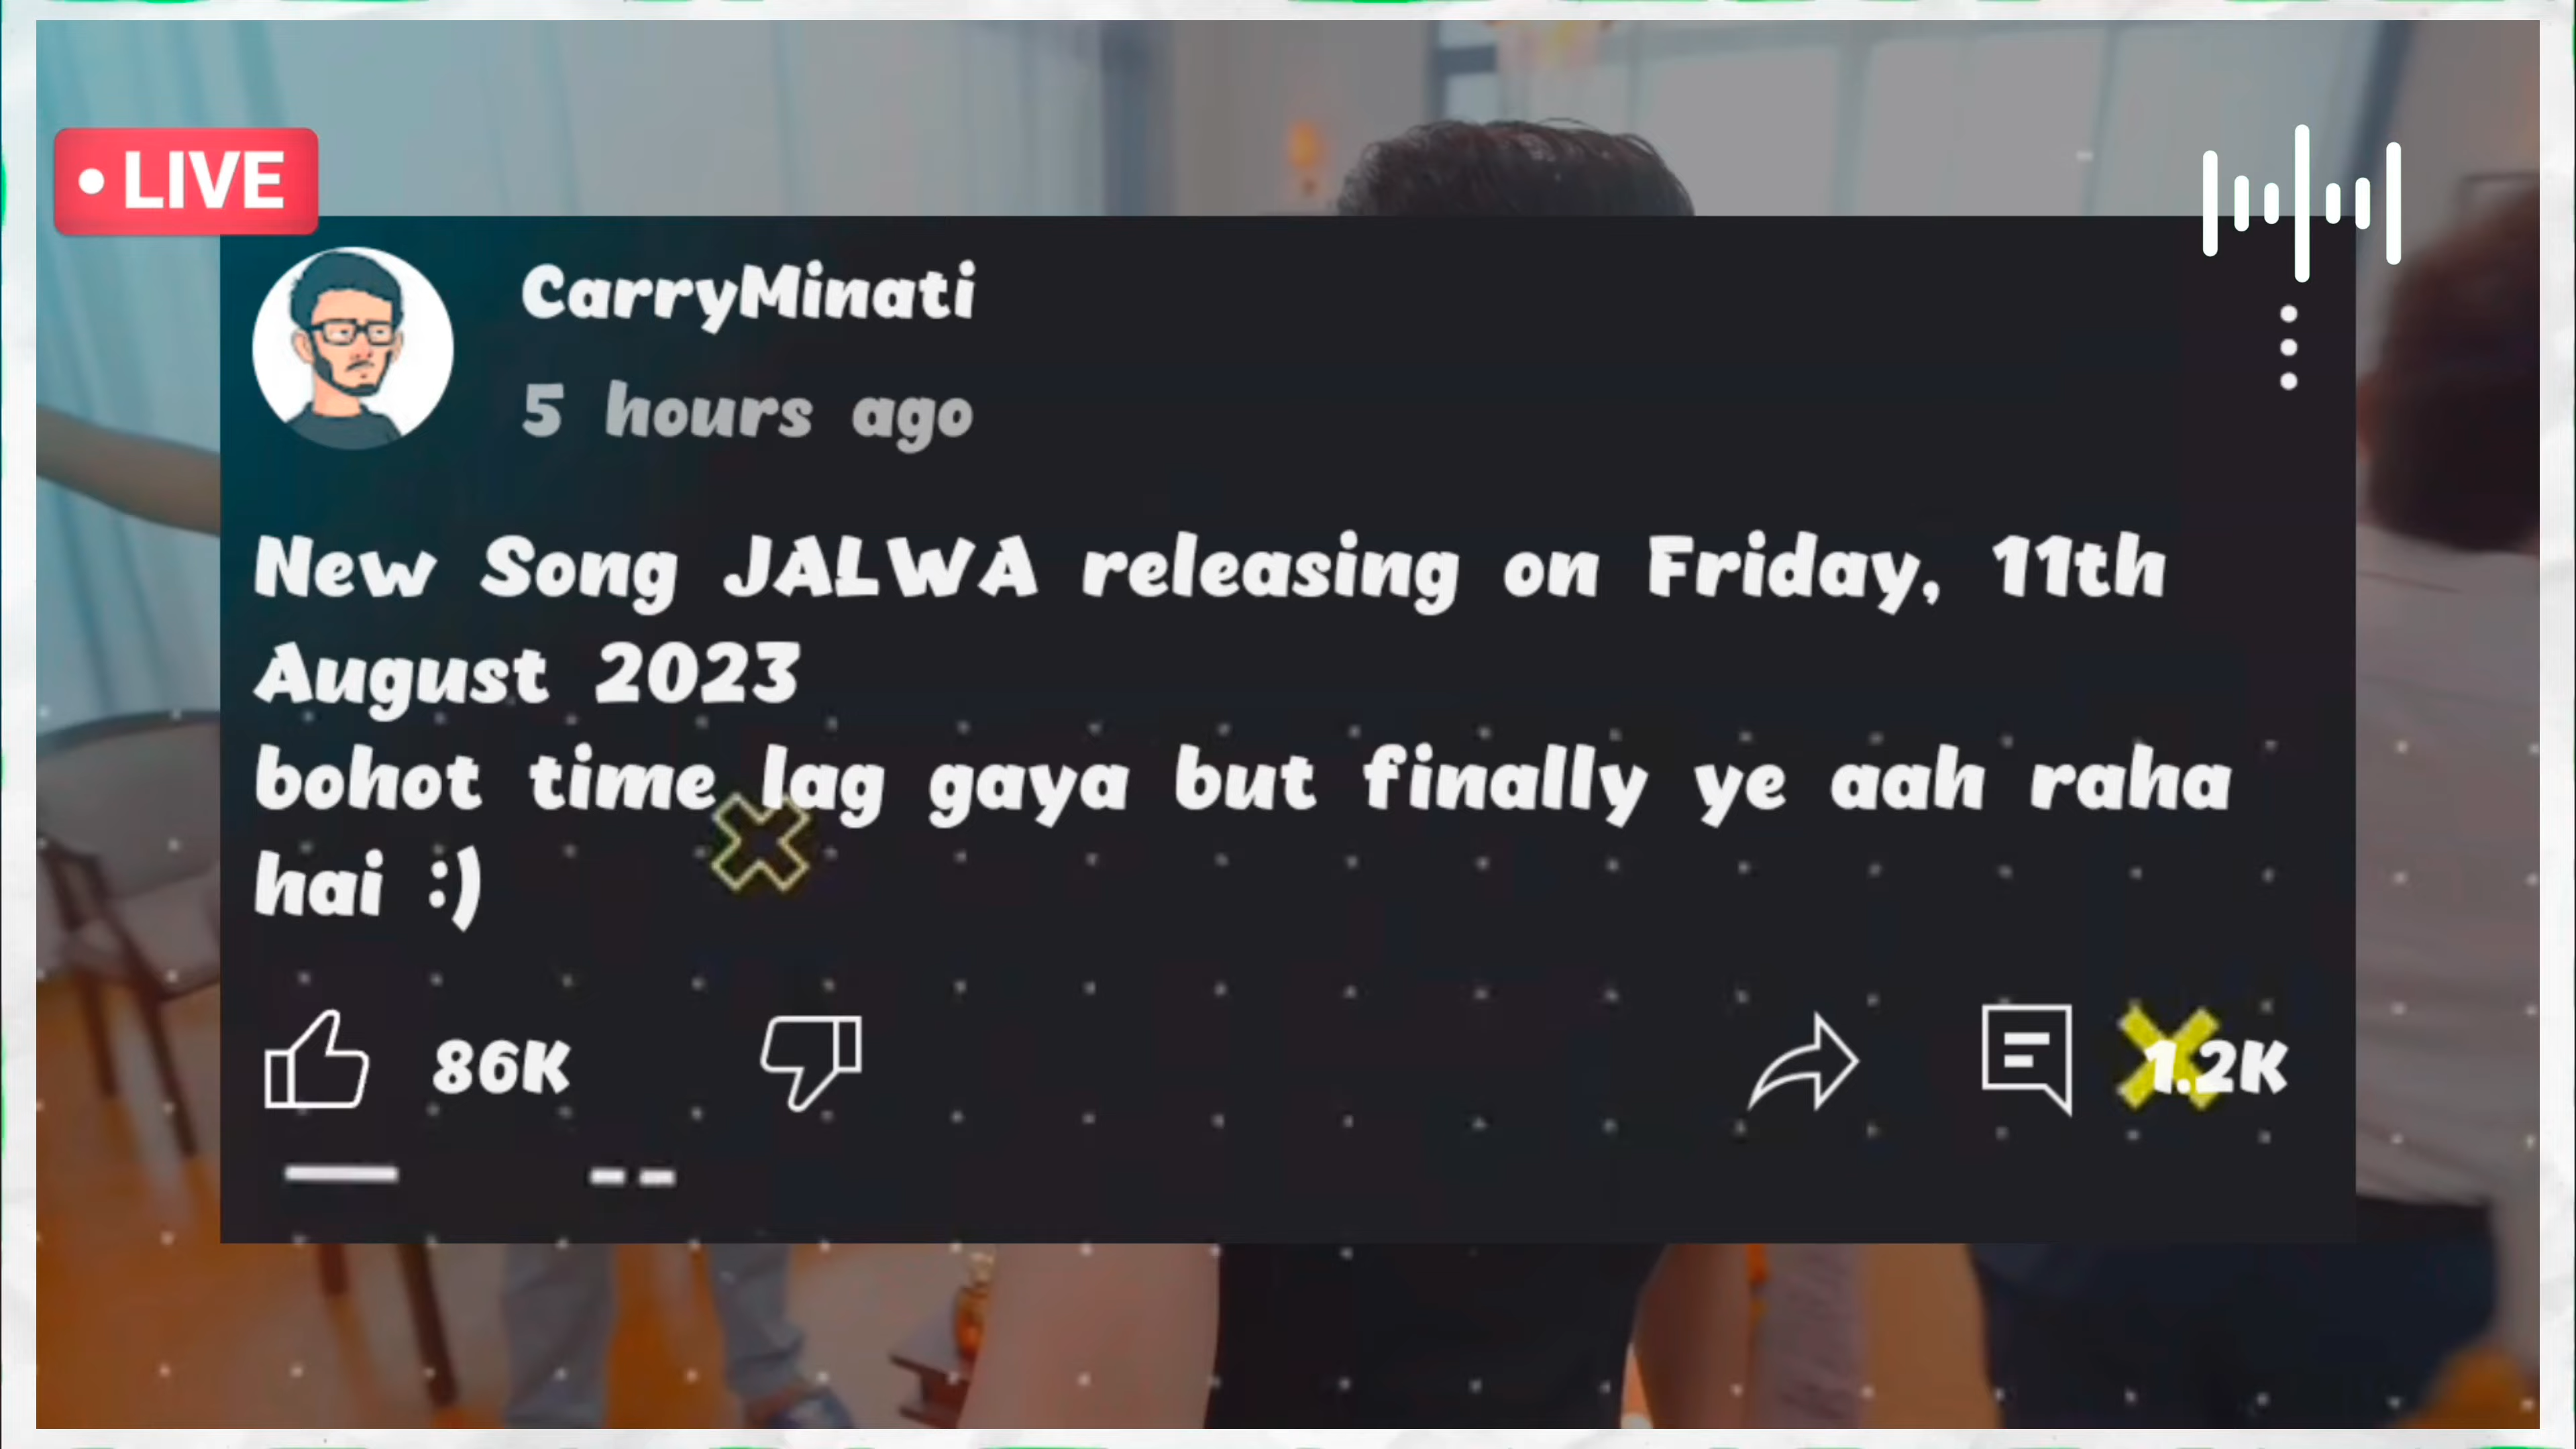 LIVE
CarryMinati
5 hours ago
New Song JALWA releasing on Friday, 11th
August 2023
bohot time lag gaya but finally ye aah raha
hai :)
86K
1.2K